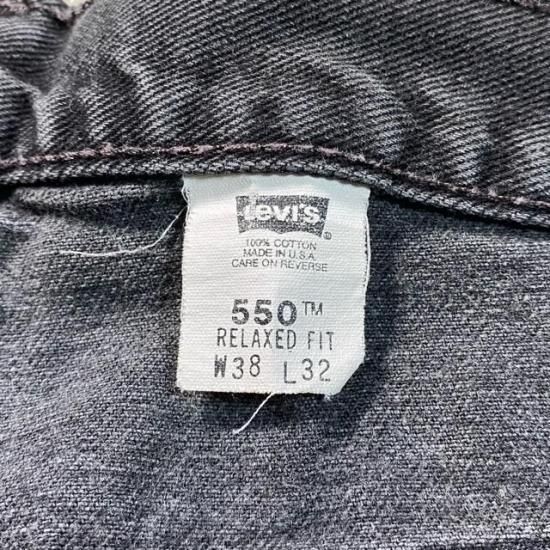 Levi's ®
100% COTTON
MADE IN U.S.A.
CARE ON REVERSE
550™
RELAXED FIT
W38 L32